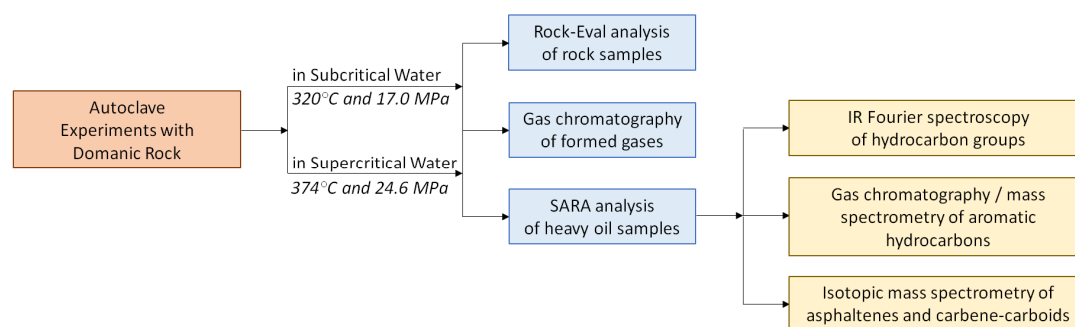 Autoclave
Experiments with
Domanic Rock
in Subcritical Water
320°C and 17.0 MPa
in Supercritical Water
374°C and 24.6 MPa
Rock-Eval analysis
of rock samples
Gas chromatography
of formed gases
SARA analysis
of heavy oil samples
IR Fourier spectroscopy
of hydrocarbon groups
Gas chromatography / mass
spectrometry of aromatic
hydrocarbons
Isotopic mass spectrometry of
asphaltenes and carbene-carboids